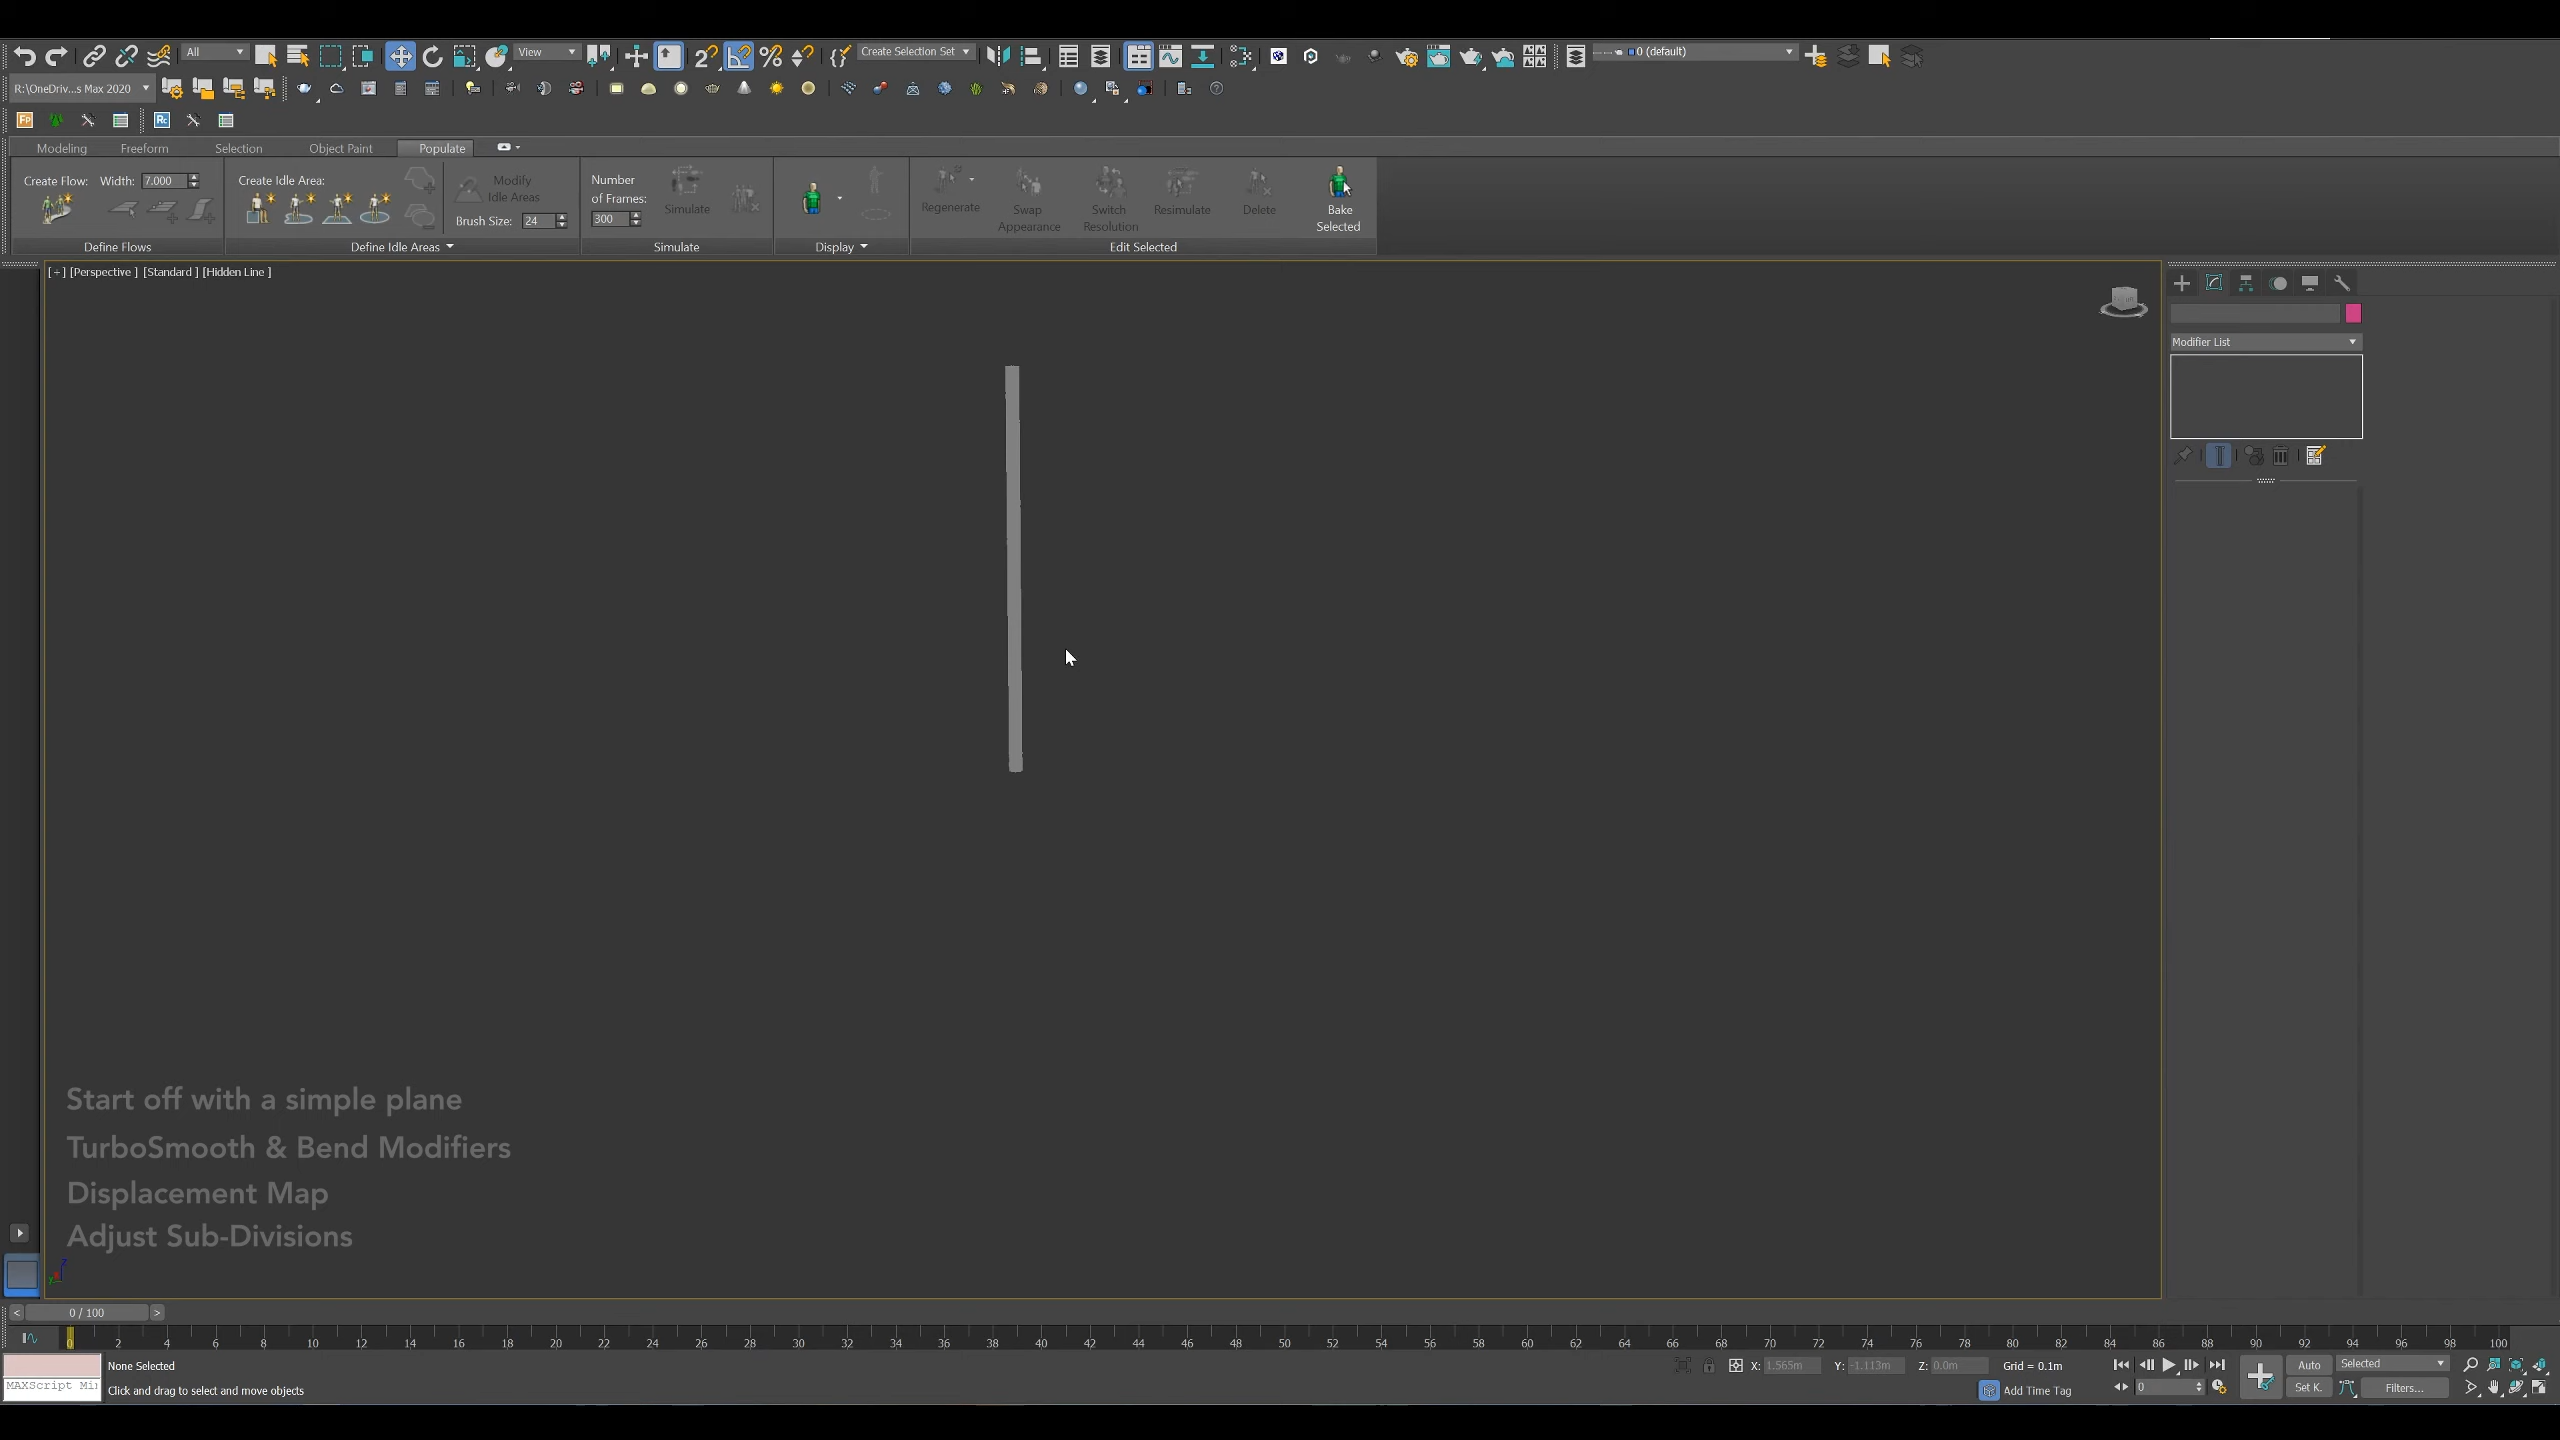 All
View
Create Selection Set
0 (default)
R:\OneDriv...s Max 2020
Fp
Rc
Modeling Freeform Selection Object Paint Populate
Create Flow: Width: 7.000
Create Idle Area:
Modify
Idle Areas
Brush Size: 24
Number
of Frames:
300
Simulate
Regenerate
Swap
Appearance
Switch
Resolution
Resimulate
Delete
Bake
Selected
Define Flows
Define Idle Areas
Simulate
Display
Edit Selected
[+] [Perspective ] [Standard ] [Hidden Line ]
Modifier List
Start off with a simple plane
TurboSmooth & Bend Modifiers
Displacement Map
Adjust Sub-Divisions
z
y
< 0 / 100 >
0 2 4 6 8 10 12 14 16 18 20 22 24 26 28 30 32 34 36 38 40 42 44 46 48 50 52 54 56 58 60 62 64 66 68 70 72 74 76 78 80 82 84 86 88 90 92 94 96 98 100
None Selected
X: 1.565m Y: -1.113m Z: 0.0m Grid = 0.1m
Auto Selected
MAXScript Mi
Click and drag to select and move objects
Add Time Tag
0
Set K.
Filters...